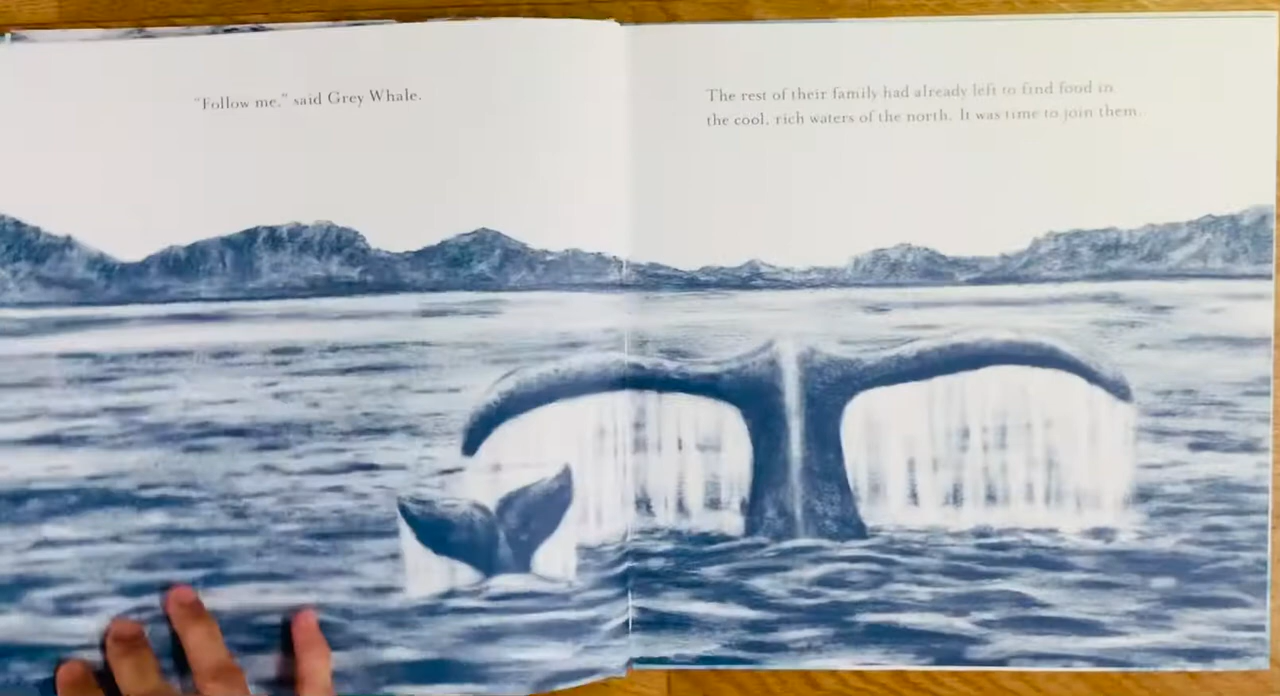 "Follow me," said Grey Whale.
The rest of their family had already left to find food in
the cool, rich waters of the north. It was time to join them.